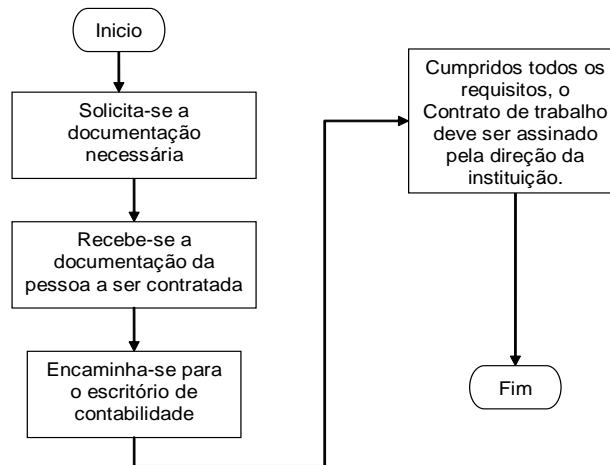 Inicio
Solicita-se a
documentação
necessária
Recebe-se a
documentação da
pessoa a ser contratada
Encaminha-se para
o escritório de
contabilidade
Cumpridos todos os
requisitos, o
Contrato de trabalho
deve ser assinado
pela direção da
instituição.
Fim